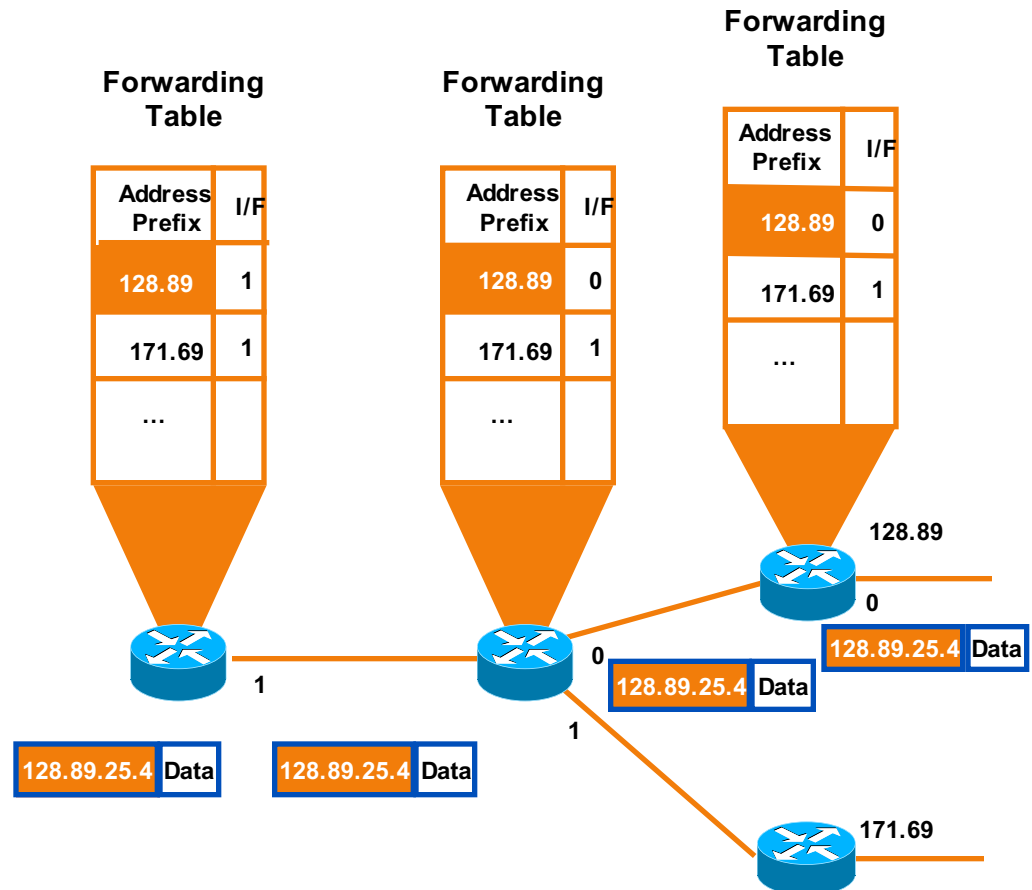 Forwarding
Table
Address
Prefix
I/F
128.89
1
171.69
1
...
Forwarding
Table
Address
Prefix
I/F
128.89
0
171.69
1
...
Forwarding
Table
Address
Prefix
I/F
128.89
0
171.69
1
...
128.89
0
128.89.25.4 Data
0
128.89.25.4 Data
1
1
128.89.25.4 Data
128.89.25.4 Data
171.69